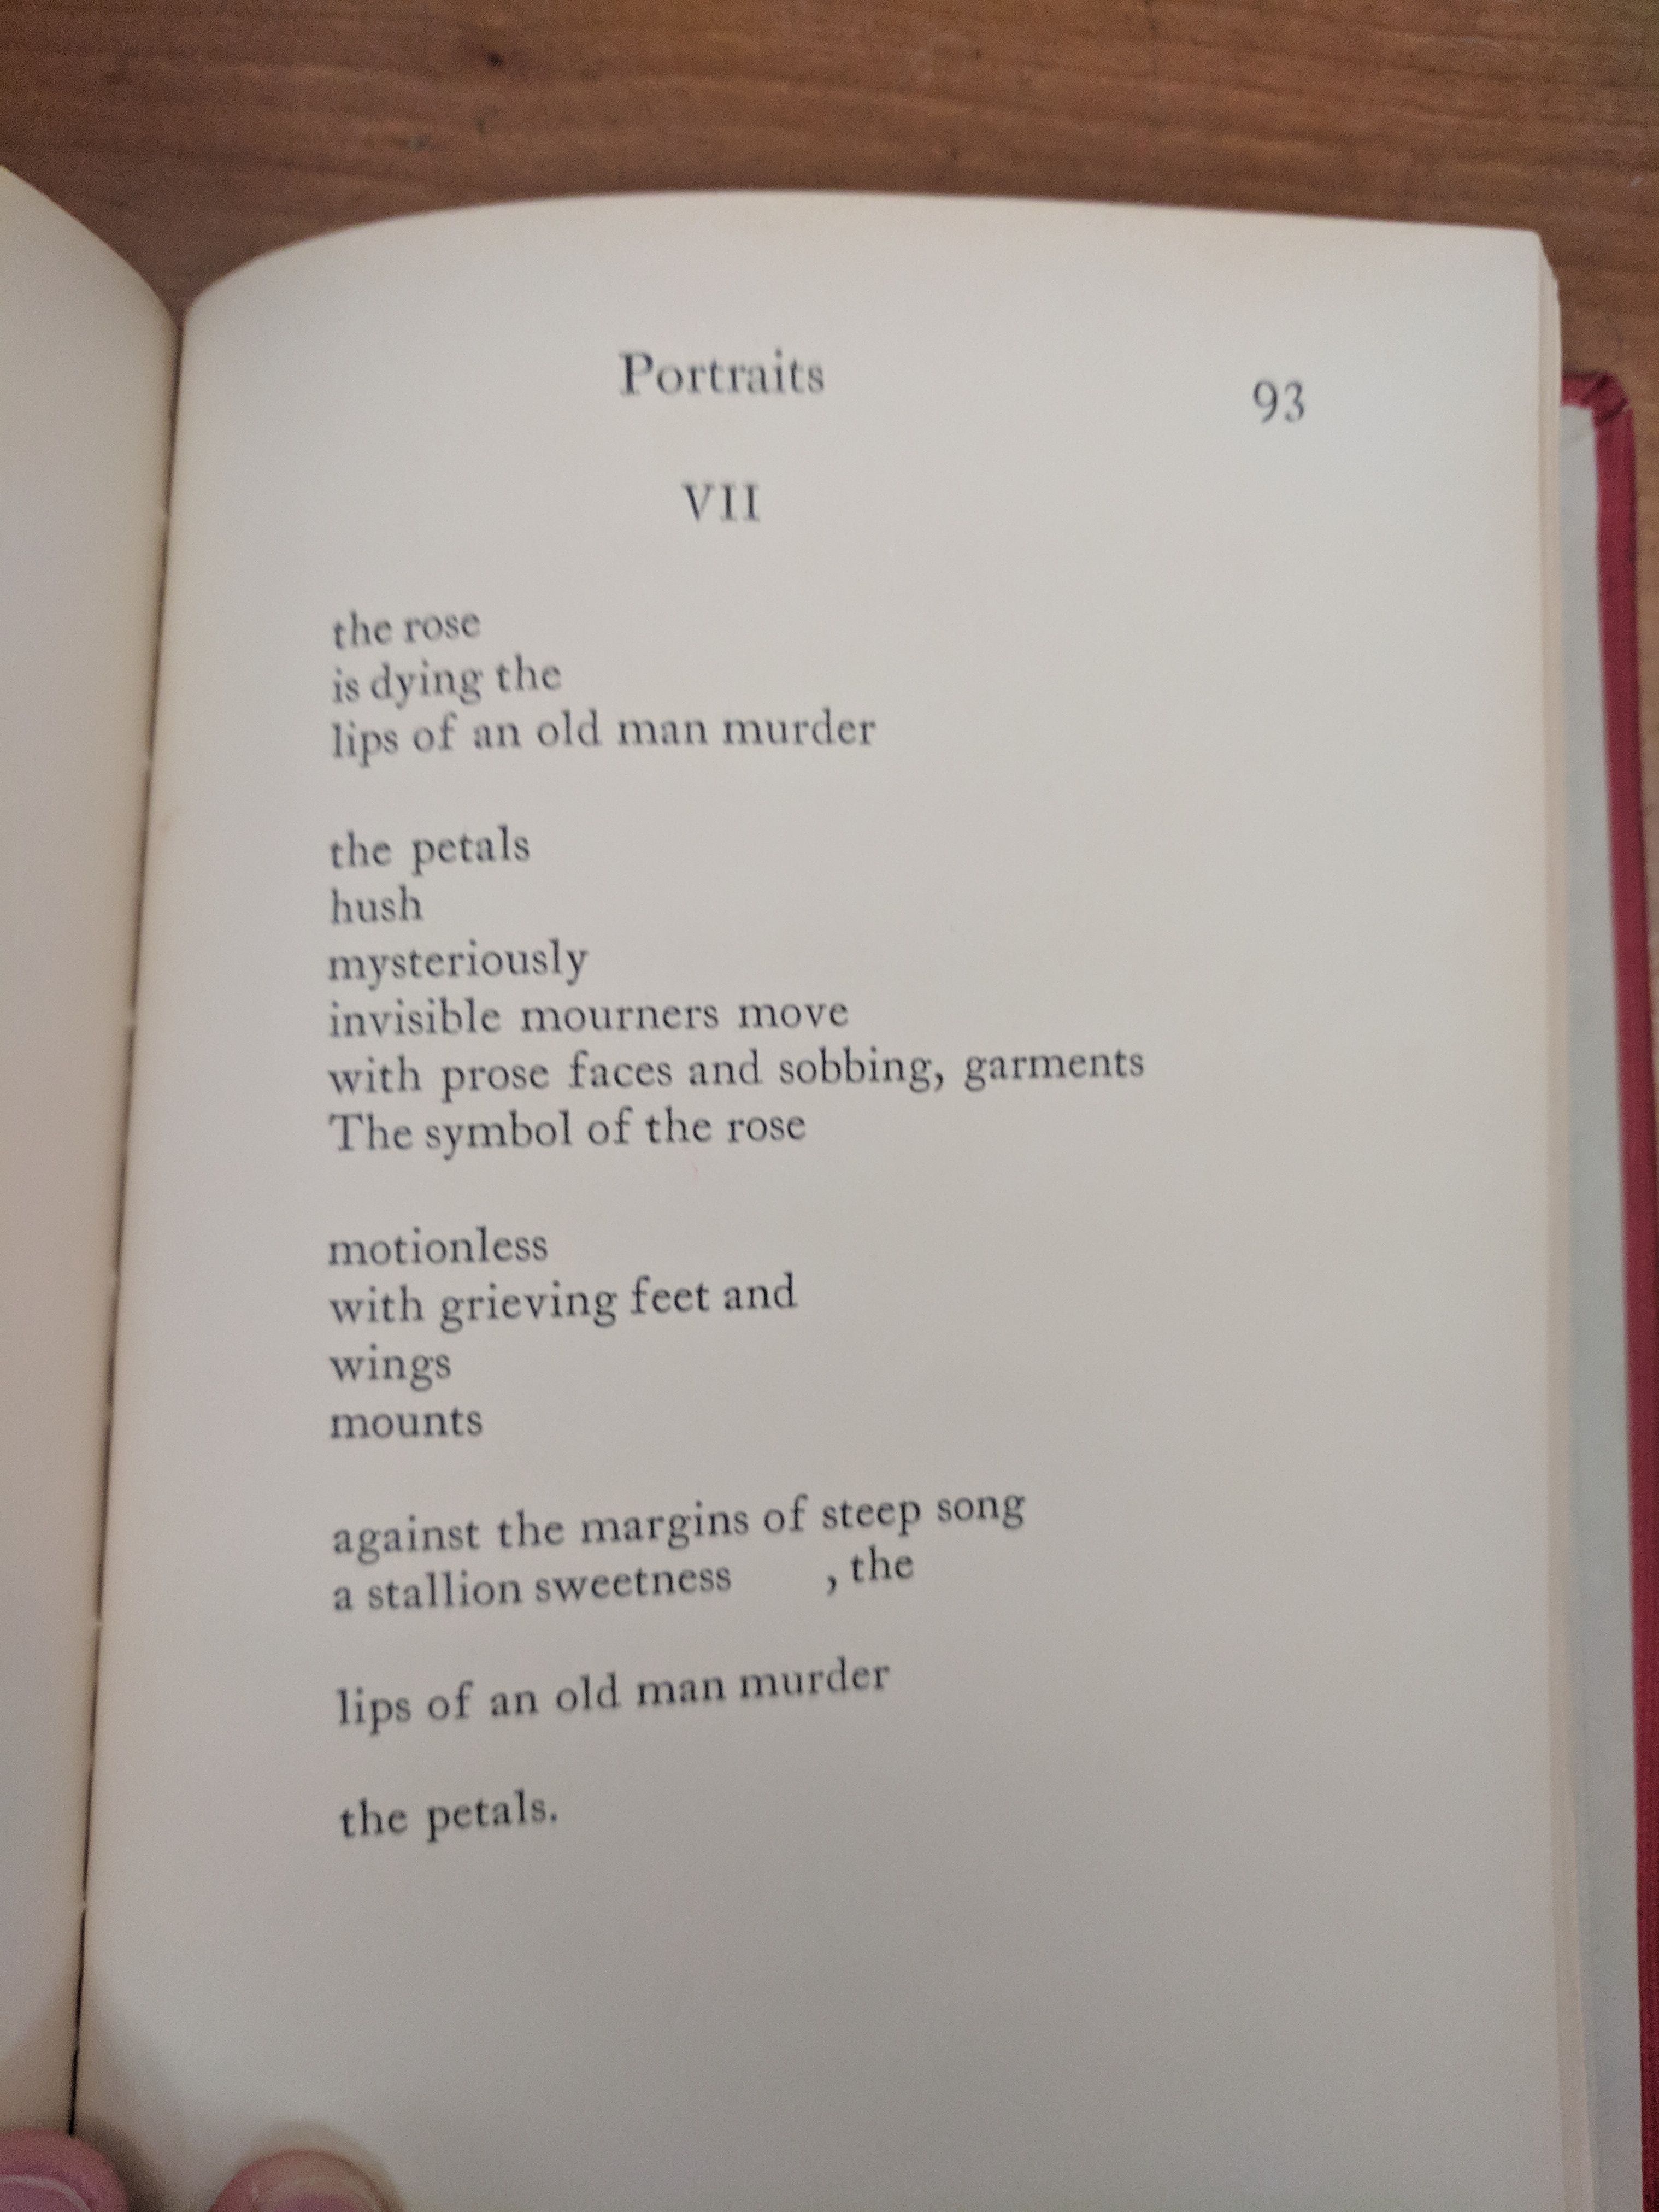 Portraits
93
VII
the rose
is dying the
lips of an old man murder
the petals
hush
mysteriously
invisible mourners move
with prose faces and sobbing, garments
The symbol of the rose
motionless
with grieving feet and
wings
mounts
against the margins of steep song
a stallion sweetness , the
lips of an old man murder
the petals.